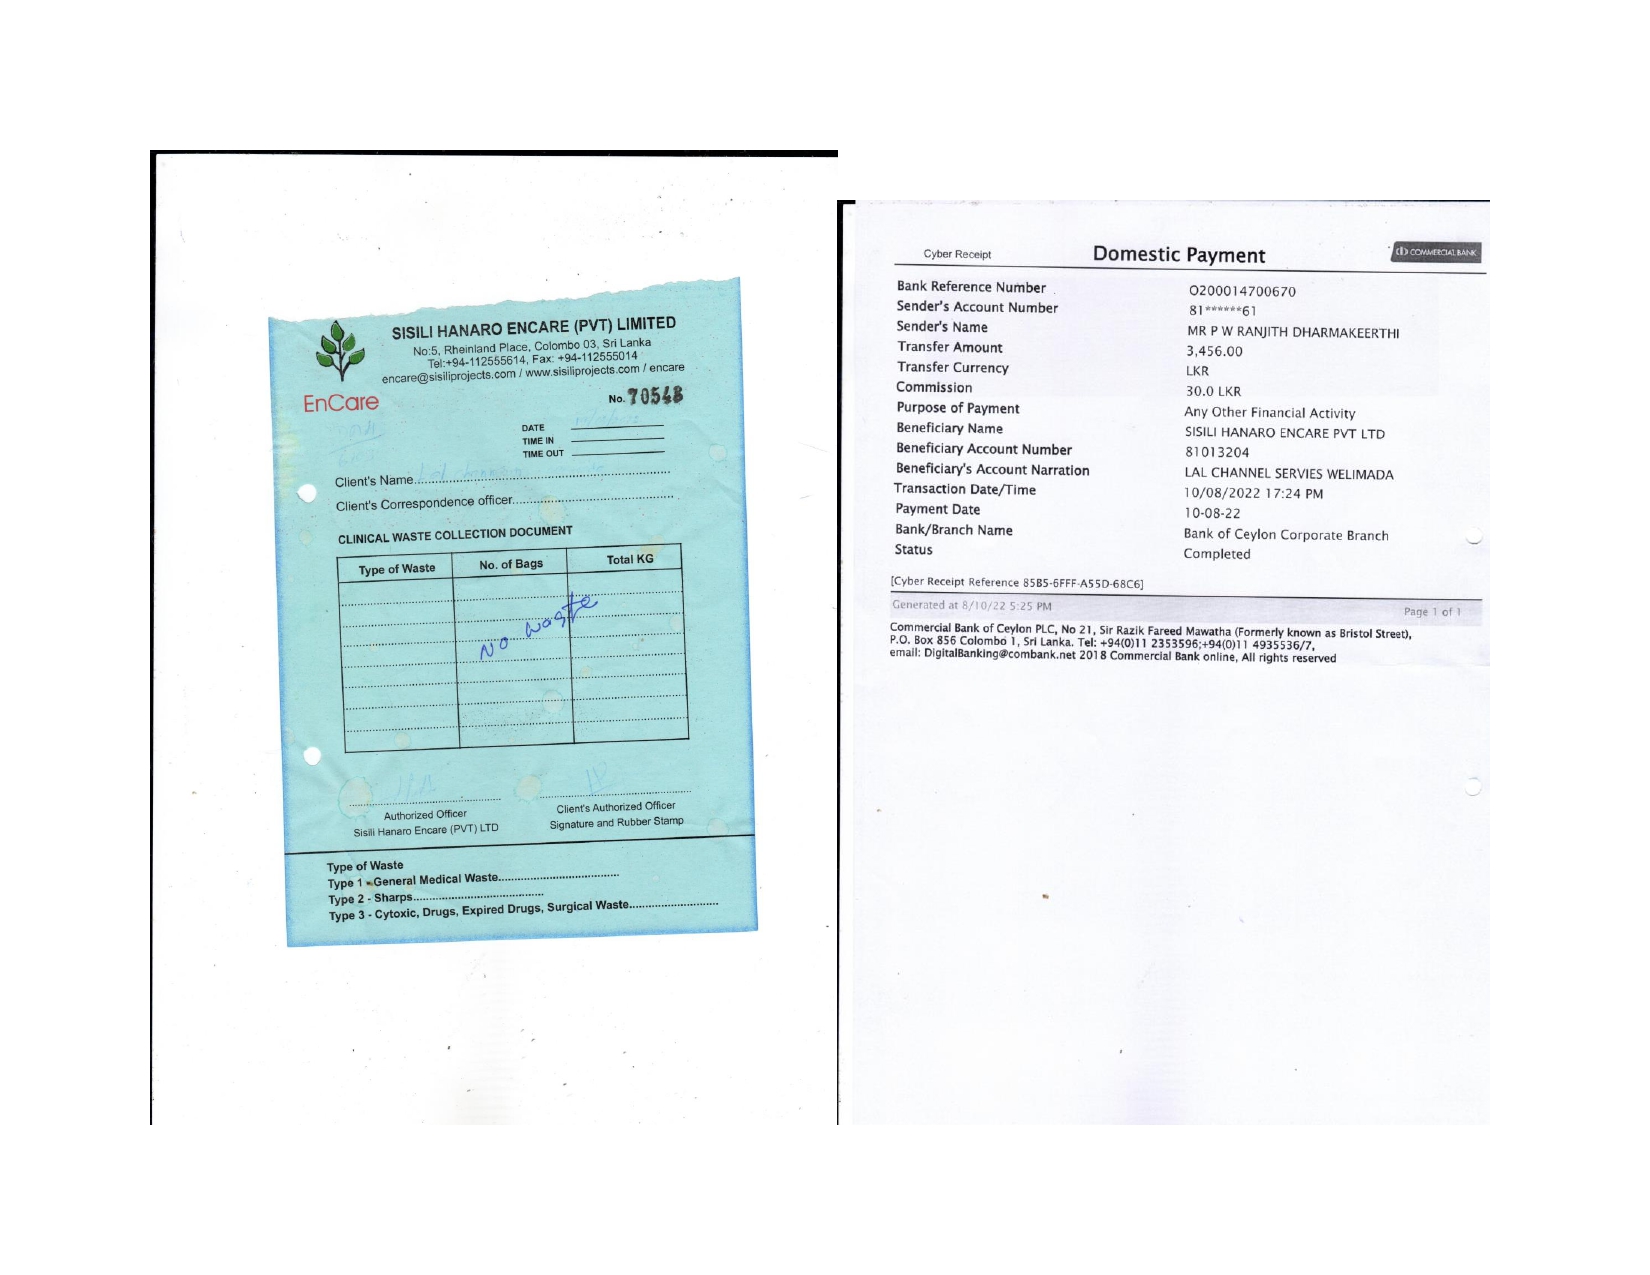 SISILI HANARO ENCARE (PVT) LIMITED
No:5, Rheinland Place, Colombo 03, Sri Lanka
Tel:+94-112555614, Fax: +94-112555014
encare@sisiliprojects.com / www.sisiliprojects.com / encare
EnCare
No. 70548
DATE
TIME IN
TIME OUT
Client's Name
Client's Correspondence officer
CLINICAL WASTE COLLECTION DOCUMENT
Type of Waste No. of Bags Total KG
No waste
Authorized Officer
Sisili Hanaro Encare (PVT) LTD
Client's Authorized Officer
Signature and Rubber Stamp
Type of Waste
Type 1 - General Medical Waste
Type 2 - Sharps
Type 3 - Cytoxic, Drugs, Expired Drugs, Surgical Waste
Cyber Receipt Domestic Payment COMMERCIAL BANK
Bank Reference Number O200014700670
Sender's Account Number 81******61
Sender's Name MR P W RANJITH DHARMAKEERTHI
Transfer Amount 3,456.00
Transfer Currency LKR
Commission 30.0 LKR
Purpose of Payment Any Other Financial Activity
Beneficiary Name SISILI HANARO ENCARE PVT LTD
Beneficiary Account Number 81013204
Beneficiary's Account Narration LAL CHANNEL SERVIES WELIMADA
Transaction Date/Time 10/08/2022 17:24 PM
Payment Date 10-08-22
Bank/Branch Name Bank of Ceylon Corporate Branch
Status Completed
[Cyber Receipt Reference 85B5-6FFF-A55D-68C6]
Generated at 8/10/22 5:25 PM Page 1 of 1
Commercial Bank of Ceylon PLC, No 21, Sir Razik Fareed Mawatha (Formerly known as Bristol Street),
P.O. Box 856 Colombo 1, Sri Lanka. Tel: +94(0)11 2353596;+94(0)11 4935536/7,
email: DigitalBanking@combank.net 2018 Commercial Bank online, All rights reserved